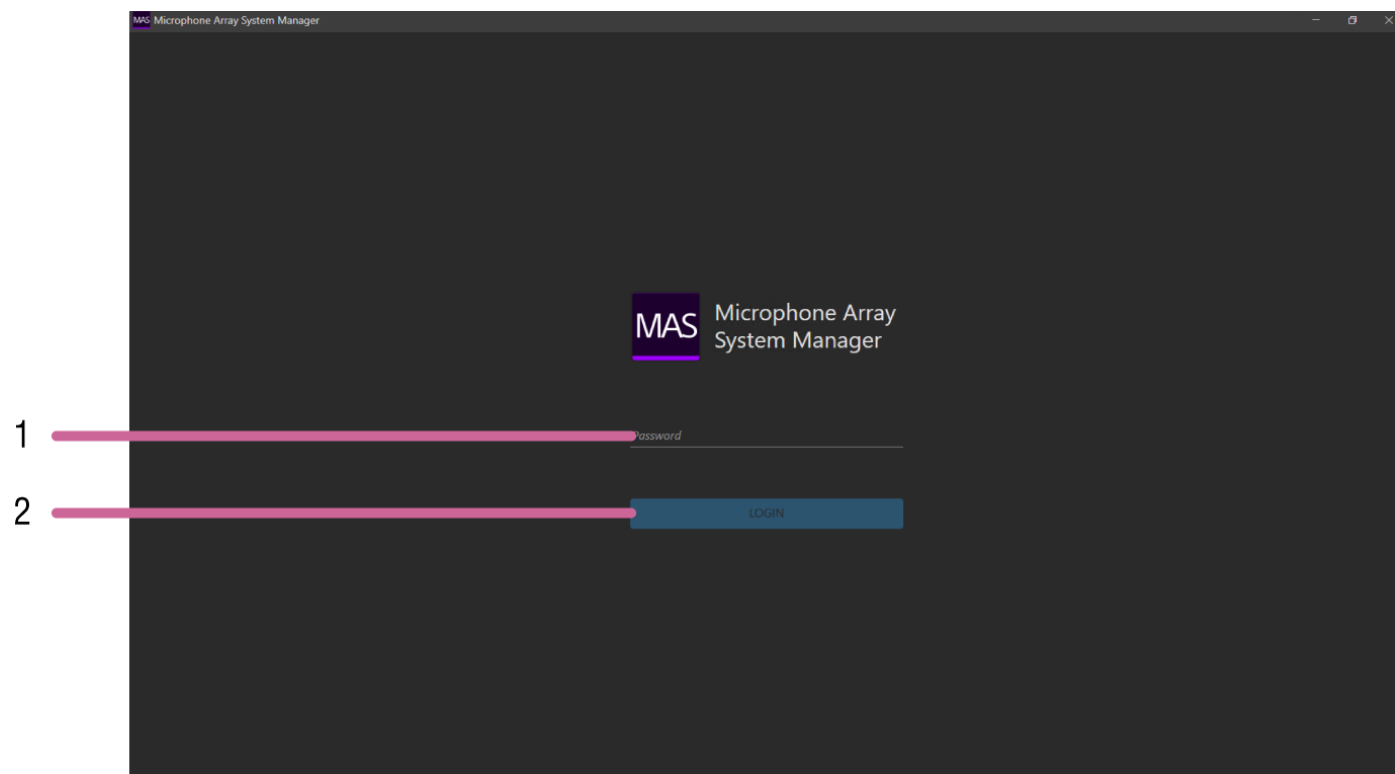 MAS Microphone Array System Manager
MAS
Microphone Array
System Manager
1
Password
2
LOGIN